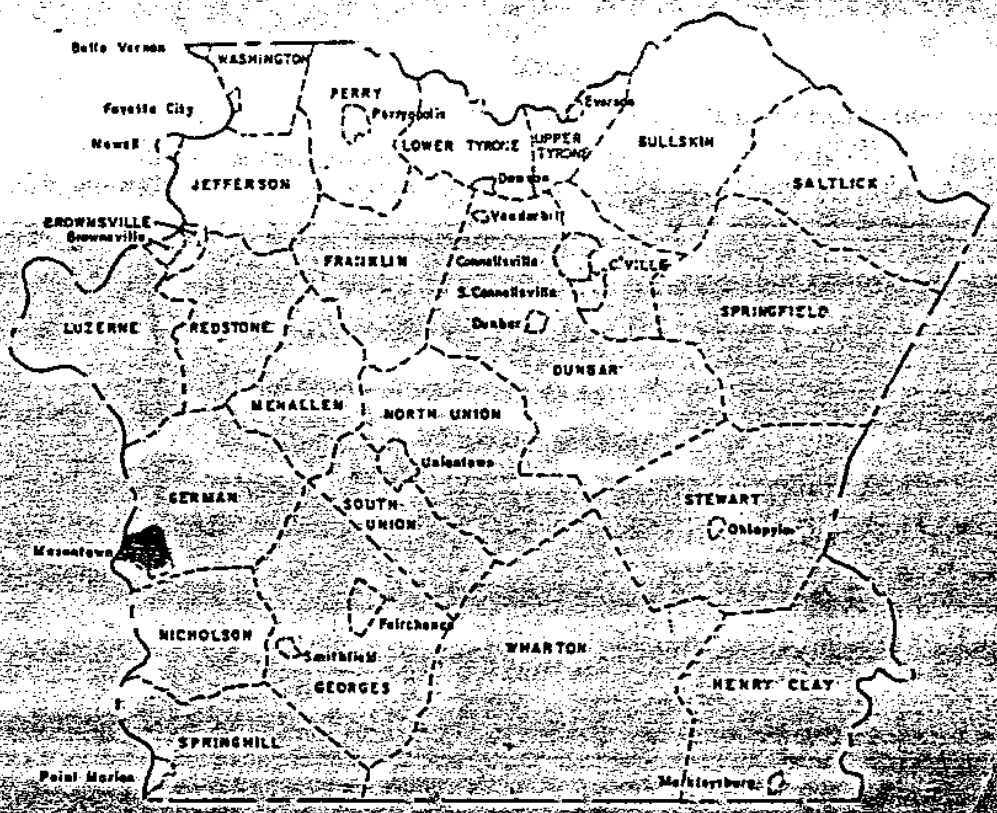 Belle Vernon
WASHINGTON
Fayette City
PERRY
Perryopolis
Everson
Newell
LOWER TYRONE
UPPER
TYRONE
BULLSKIN
JEFFERSON
Dawson
SALTLICK
Vanderbilt
BROWNSVILLE
Brownsville
FRANKLIN
Connellsville
C'VILLE
S. Connellsville
LUZERNE
REDSTONE
Dunbar
SPRINGFIELD
DUNBAR
MENALLEN
NORTH UNION
Uniontown
GERMAN
SOUTH
UNION
STEWART
Ohiopyle
Masontown
Fairchance
NICHOLSON
Smithfield
WHARTON
GEORGES
HENRY CLAY
SPRINGHILL
Point Marion
Markleysburg